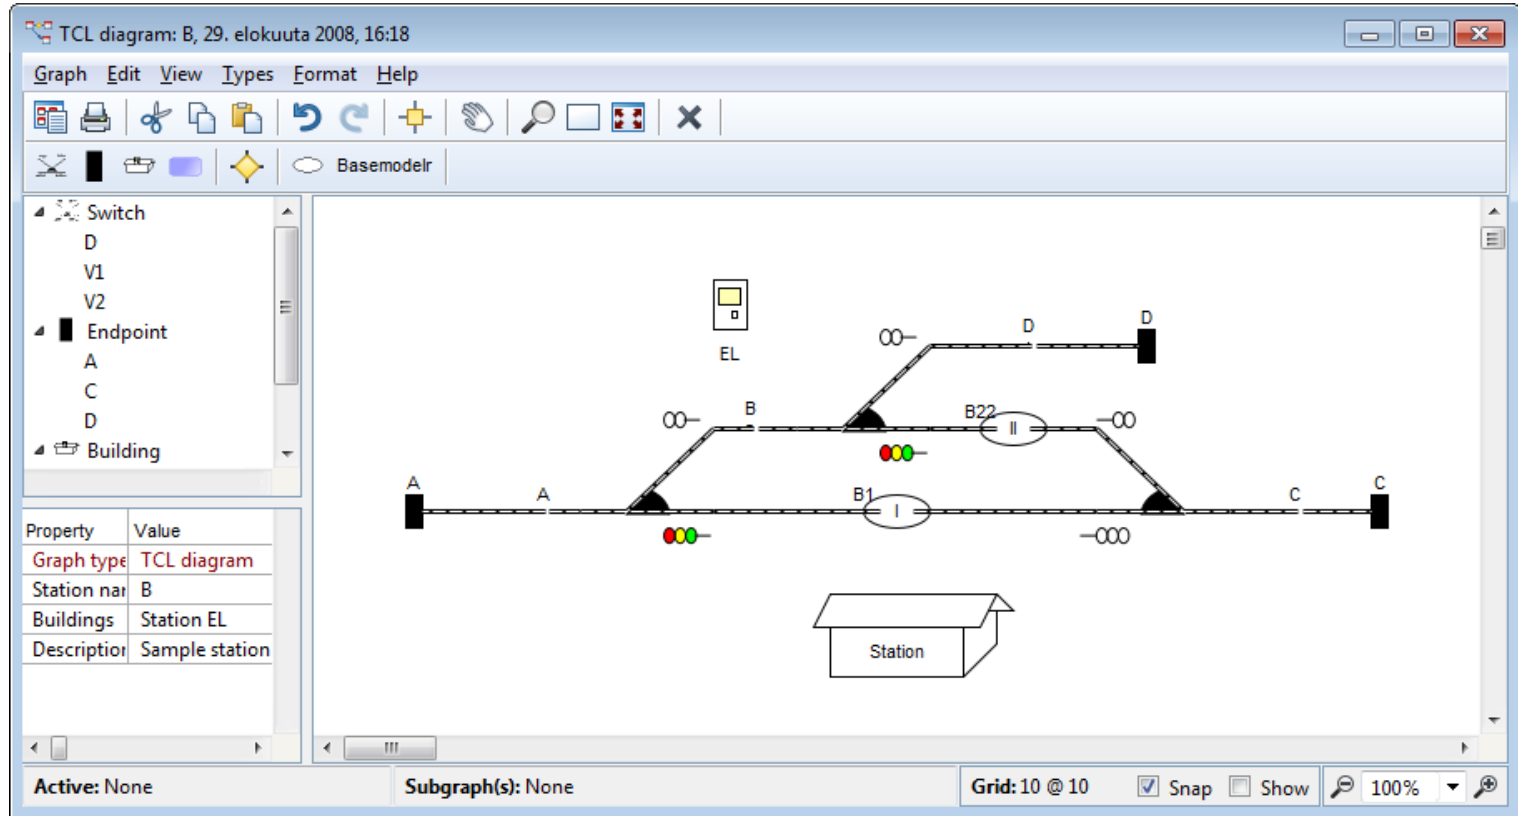 TCL diagram: B, 29. elokuuta 2008, 16:18
Graph Edit View Types Format Help
Basemodelr
Switch
D
V1
V2
Endpoint
A
C
D
Building
Property Value
Graph type TCL diagram
Station nar B
Buildings Station EL
Description Sample station
EL
D
D
B
B22
II
A
A
B1
I
C
C
Station
Active: None
Subgraph(s): None
Grid: 10 @ 10
Snap
Show
100%